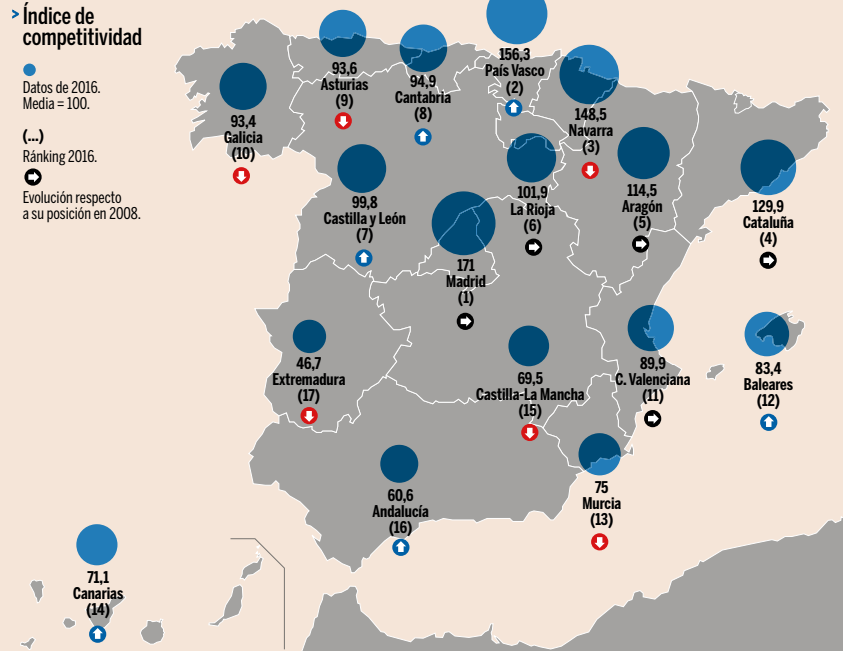 > Índice de
competitividad
Datos de 2016.
Media = 100.
(...)
Ránking 2016.
Evolución respecto
a su posición en 2008.
93,4
Galicia
(10)
93,6
Asturias
(9)
94,9
Cantabria
(8)
156,3
País Vasco
(2)
148,5
Navarra
(3)
99,8
Castilla y León
(7)
101,9
La Rioja
(6)
114,5
Aragón
(5)
129,9
Cataluña
(4)
171
Madrid
(1)
46,7
Extremadura
(17)
69,5
Castilla-La Mancha
(15)
89,9
C. Valenciana
(11)
83,4
Baleares
(12)
60,6
Andalucía
(16)
75
Murcia
(13)
71,1
Canarias
(14)